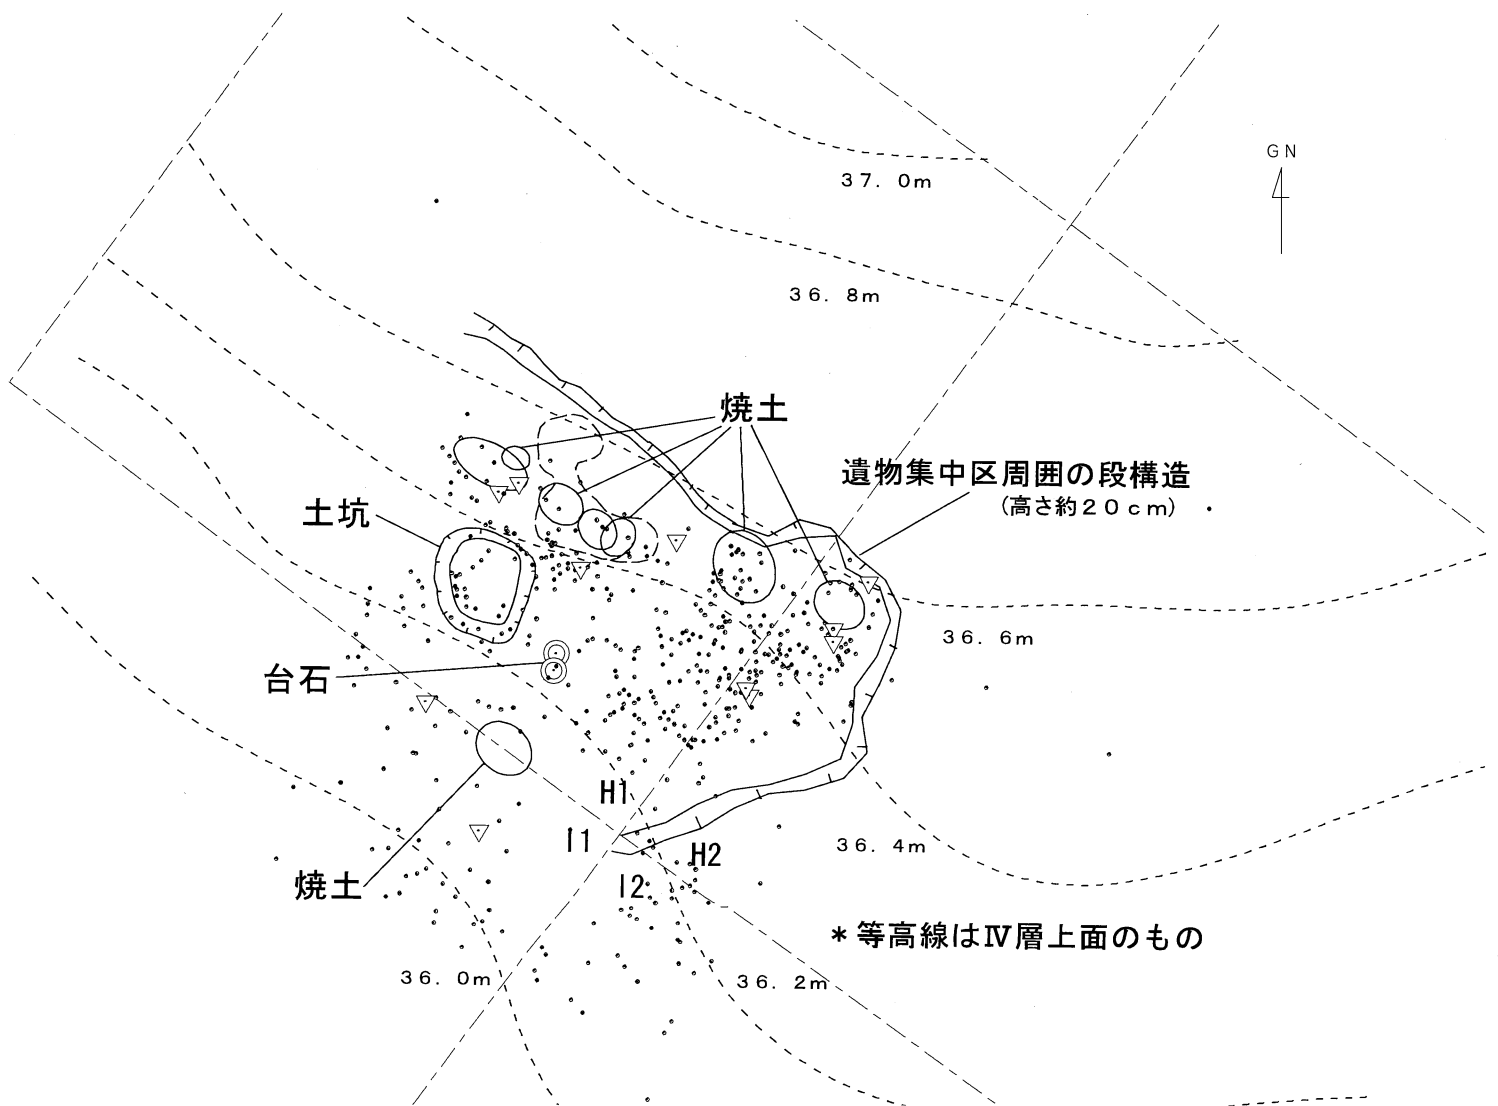 GN
37. 0m
36. 8m
焼土
遺物集中区周囲の段構造
(高さ約20cm)
土坑
36. 6m
台石
H1
I1
36. 4m
H2
焼土
I2
*等高線はⅣ層上面のもの
36. 0m
36. 2m